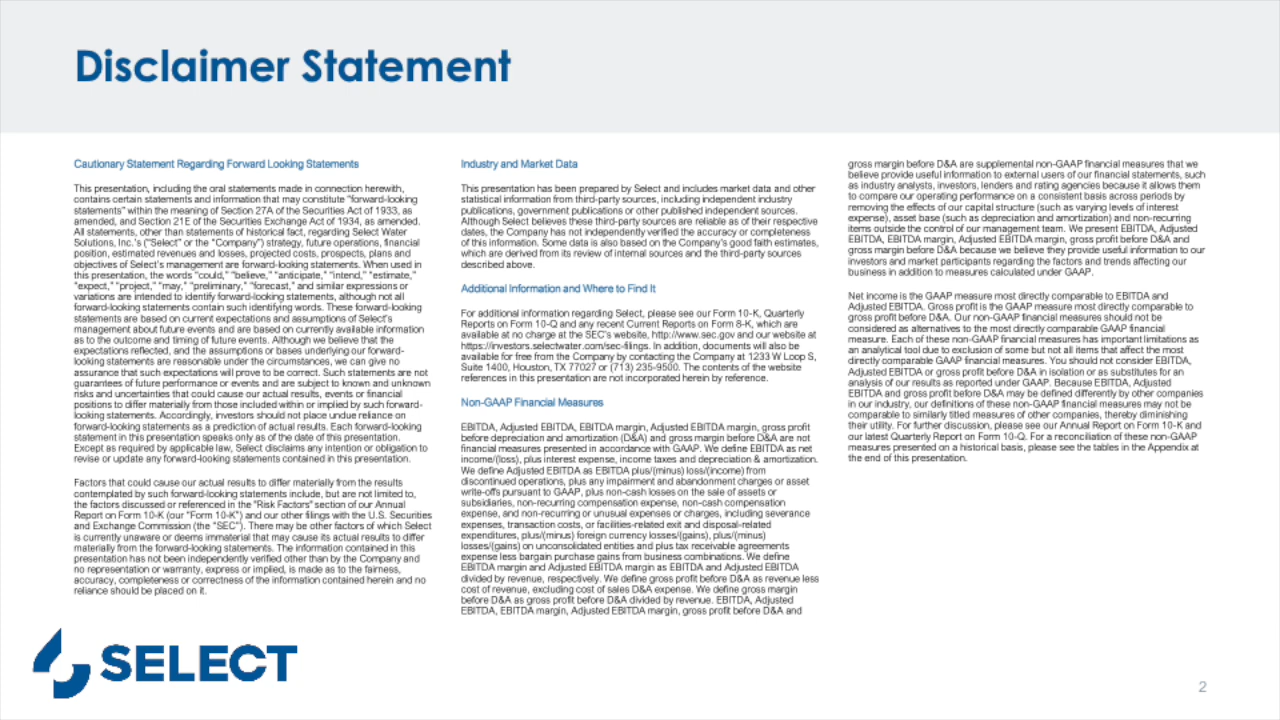 Disclaimer Statement
Cautionary Statement Regarding Forward Looking Statements
This presentation, including the oral statements made in connection herewith,
contains certain statements and information that may constitute "forward-looking
statements" within the meaning of Section 27A of the Securities Act of 1933, as
amended, and Section 21E of the Securities Exchange Act of 1934, as amended.
All statements, other than statements of historical fact, regarding Select Water
Solutions, Inc.'s ("Select" or the "Company") strategy, future operations, financial
position, estimated revenues and losses, projected costs, prospects, plans and
objectives of Select's management are forward-looking statements. When used in
this presentation, the words "could," "believe," "anticipate," "intend," "estimate,"
"expect," "project," "may," "preliminary," "forecast," and similar expressions or
variations are intended to identify forward-looking statements, although not all
forward-looking statements contain such identifying words. These forward-looking
statements are based on current expectations and assumptions of Select's
management about future events and are based on currently available information
as to the outcome and timing of future events. Although we believe that the
expectations reflected, and the assumptions or bases underlying our forward-
looking statements are reasonable under the circumstances, we can give no
assurance that such expectations will prove to be correct. Such statements are not
guarantees of future performance or events and are subject to known and unknown
risks and uncertainties that could cause our actual results, events or financial
positions to differ materially from those included within or implied by such forward-
looking statements. Accordingly, investors should not place undue reliance on
forward-looking statements as a prediction of actual results. Each forward-looking
statement in this presentation speaks only as of the date of this presentation.
Except as required by applicable law, Select disclaims any intention or obligation to
revise or update any forward-looking statements contained in this presentation.
Factors that could cause our actual results to differ materially from the results
contemplated by such forward-looking statements include, but are not limited to,
the factors discussed or referenced in the "Risk Factors" section of our Annual
Report on Form 10-K (our "Form 10-K") and our other filings with the U.S. Securities
and Exchange Commission (the "SEC"). There may be other factors of which Select
is currently unaware or deems immaterial that may cause its actual results to differ
materially from the forward-looking statements. The information contained in this
presentation has not been independently verified other than by the Company and
no representation or warranty, express or implied, is made as to the fairness,
accuracy, completeness or correctness of the information contained herein and no
reliance should be placed on it.
Industry and Market Data
This presentation has been prepared by Select and includes market data and other
statistical information from third-party sources, including independent industry
publications, government publications or other published independent sources.
Although Select believes these third-party sources are reliable as of their respective
dates, the Company has not independently verified the accuracy or completeness
of this information. Some data is also based on the Company's good faith estimates,
which are derived from its review of internal sources and the third-party sources
described above.
Additional Information and Where to Find It
For additional information regarding Select, please see our Form 10-K, Quarterly
Reports on Form 10-Q and any recent Current Reports on Form 8-K, which are
available at no charge at the SEC's website, http://www.sec.gov and our website at
https://investors.selectwater.com/sec-filings. In addition, documents will also be
available for free from the Company by contacting the Company at 1233 W Loop S,
Suite 1400, Houston, TX 77027 or (713) 235-9500. The contents of the website
references in this presentation are not incorporated herein by reference.
Non-GAAP Financial Measures
EBITDA, Adjusted EBITDA, EBITDA margin, Adjusted EBITDA margin, gross profit
before depreciation and amortization (D&A) and gross margin before D&A are not
financial measures presented in accordance with GAAP. We define EBITDA as net
income/(loss), plus interest expense, income taxes and depreciation & amortization.
We define Adjusted EBITDA as EBITDA plus/(minus) loss/(income) from
discontinued operations, plus any impairment and abandonment charges or asset
write-offs pursuant to GAAP, plus non-cash losses on the sale of assets or
subsidiaries, non-recurring compensation expense, non-cash compensation
expense, and non-recurring or unusual expenses or charges, including severance
expenses, transaction costs, or facilities-related exit and disposal-related
expenditures, plus/(minus) foreign currency losses/(gains), plus/(minus)
losses/(gains) on unconsolidated entities and plus tax receivable agreements
expense less bargain purchase gains from business combinations. We define
EBITDA margin and Adjusted EBITDA margin as EBITDA and Adjusted EBITDA
divided by revenue, respectively. We define gross profit before D&A as revenue less
cost of revenue, excluding cost of sales D&A expense. We define gross margin
before D&A as gross profit before D&A divided by revenue. EBITDA, Adjusted
EBITDA, EBITDA margin, Adjusted EBITDA margin, gross profit before D&A and
gross margin before D&A are supplemental non-GAAP financial measures that we
believe provide useful information to external users of our financial statements, such
as industry analysts, investors, lenders and rating agencies because it allows them
to compare our operating performance on a consistent basis across periods by
removing the effects of our capital structure (such as varying levels of interest
expense), asset base (such as depreciation and amortization) and non-recurring
items outside the control of our management team. We present EBITDA, Adjusted
EBITDA, EBITDA margin, Adjusted EBITDA margin, gross profit before D&A and
gross margin before D&A because we believe they provide useful information to our
investors and market participants regarding the factors and trends affecting our
business in addition to measures calculated under GAAP.
Net income is the GAAP measure most directly comparable to EBITDA and
Adjusted EBITDA. Gross profit is the GAAP measure most directly comparable to
gross profit before D&A. Our non-GAAP financial measures should not be
considered as alternatives to the most directly comparable GAAP financial
measure. Each of these non-GAAP financial measures has important limitations as
an analytical tool due to exclusion of some but not all items that affect the most
directly comparable GAAP financial measures. You should not consider EBITDA,
Adjusted EBITDA or gross profit before D&A in isolation or as substitutes for an
analysis of our results as reported under GAAP. Because EBITDA, Adjusted
EBITDA and gross profit before D&A may be defined differently by other companies
in our industry, our definitions of these non-GAAP financial measures may not be
comparable to similarly titled measures of other companies, thereby diminishing
their utility. For further discussion, please see our Annual Report on Form 10-K and
our latest Quarterly Report on Form 10-Q. For a reconciliation of these non-GAAP
measures presented on a historical basis, please see the tables in the Appendix at
the end of this presentation.
SELECT
2